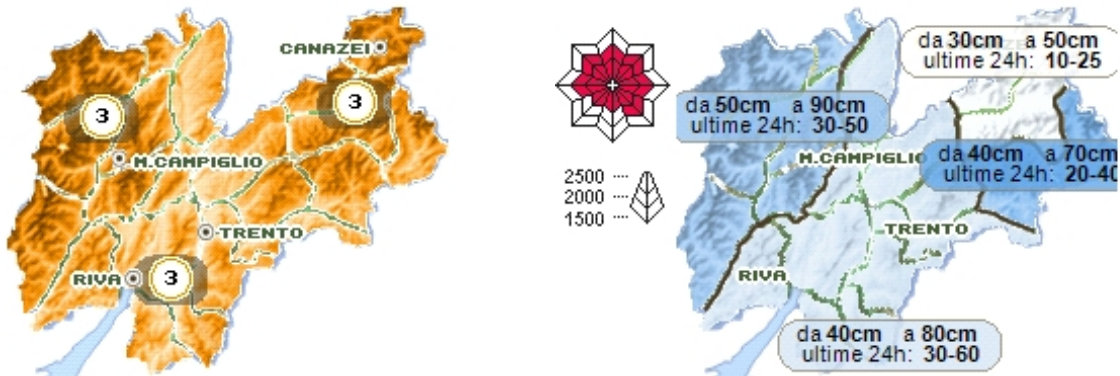 CANAZEI
3
3
M.CAMPIGLIO
TRENTO
RIVA
3
2500
2000
1500
da 30cm a 50cm
ultime 24h: 10-25
da 50cm a 90cm
ultime 24h: 30-50
M.CAMPIGLIO
da 40cm a 70cm
ultime 24h: 20-40
TRENTO
RIVA
da 40cm a 80cm
ultime 24h: 30-60